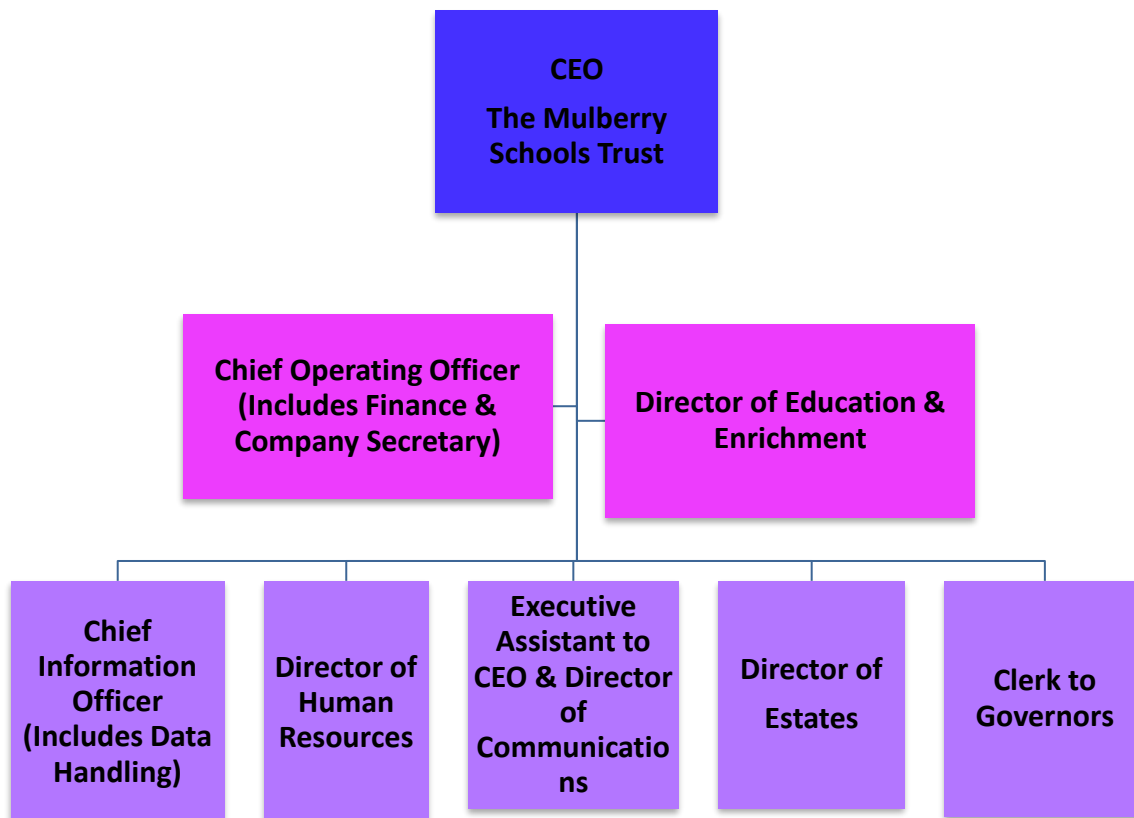 CEO
The Mulberry
Schools Trust
Chief Operating Officer
(Includes Finance &
Company Secretary)
Director of Education &
Enrichment
Chief
Information
Officer
(Includes Data
Handling)
Director of
Human
Resources
Executive
Assistant to
CEO & Director
of
Communicatio
ns
Director of
Estates
Clerk to
Governors